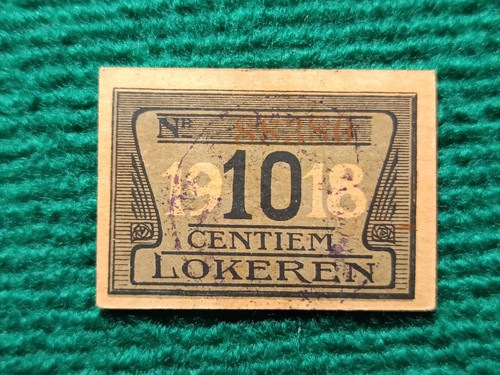 Nr
19 10 18
CENTIEM
LOKEREN